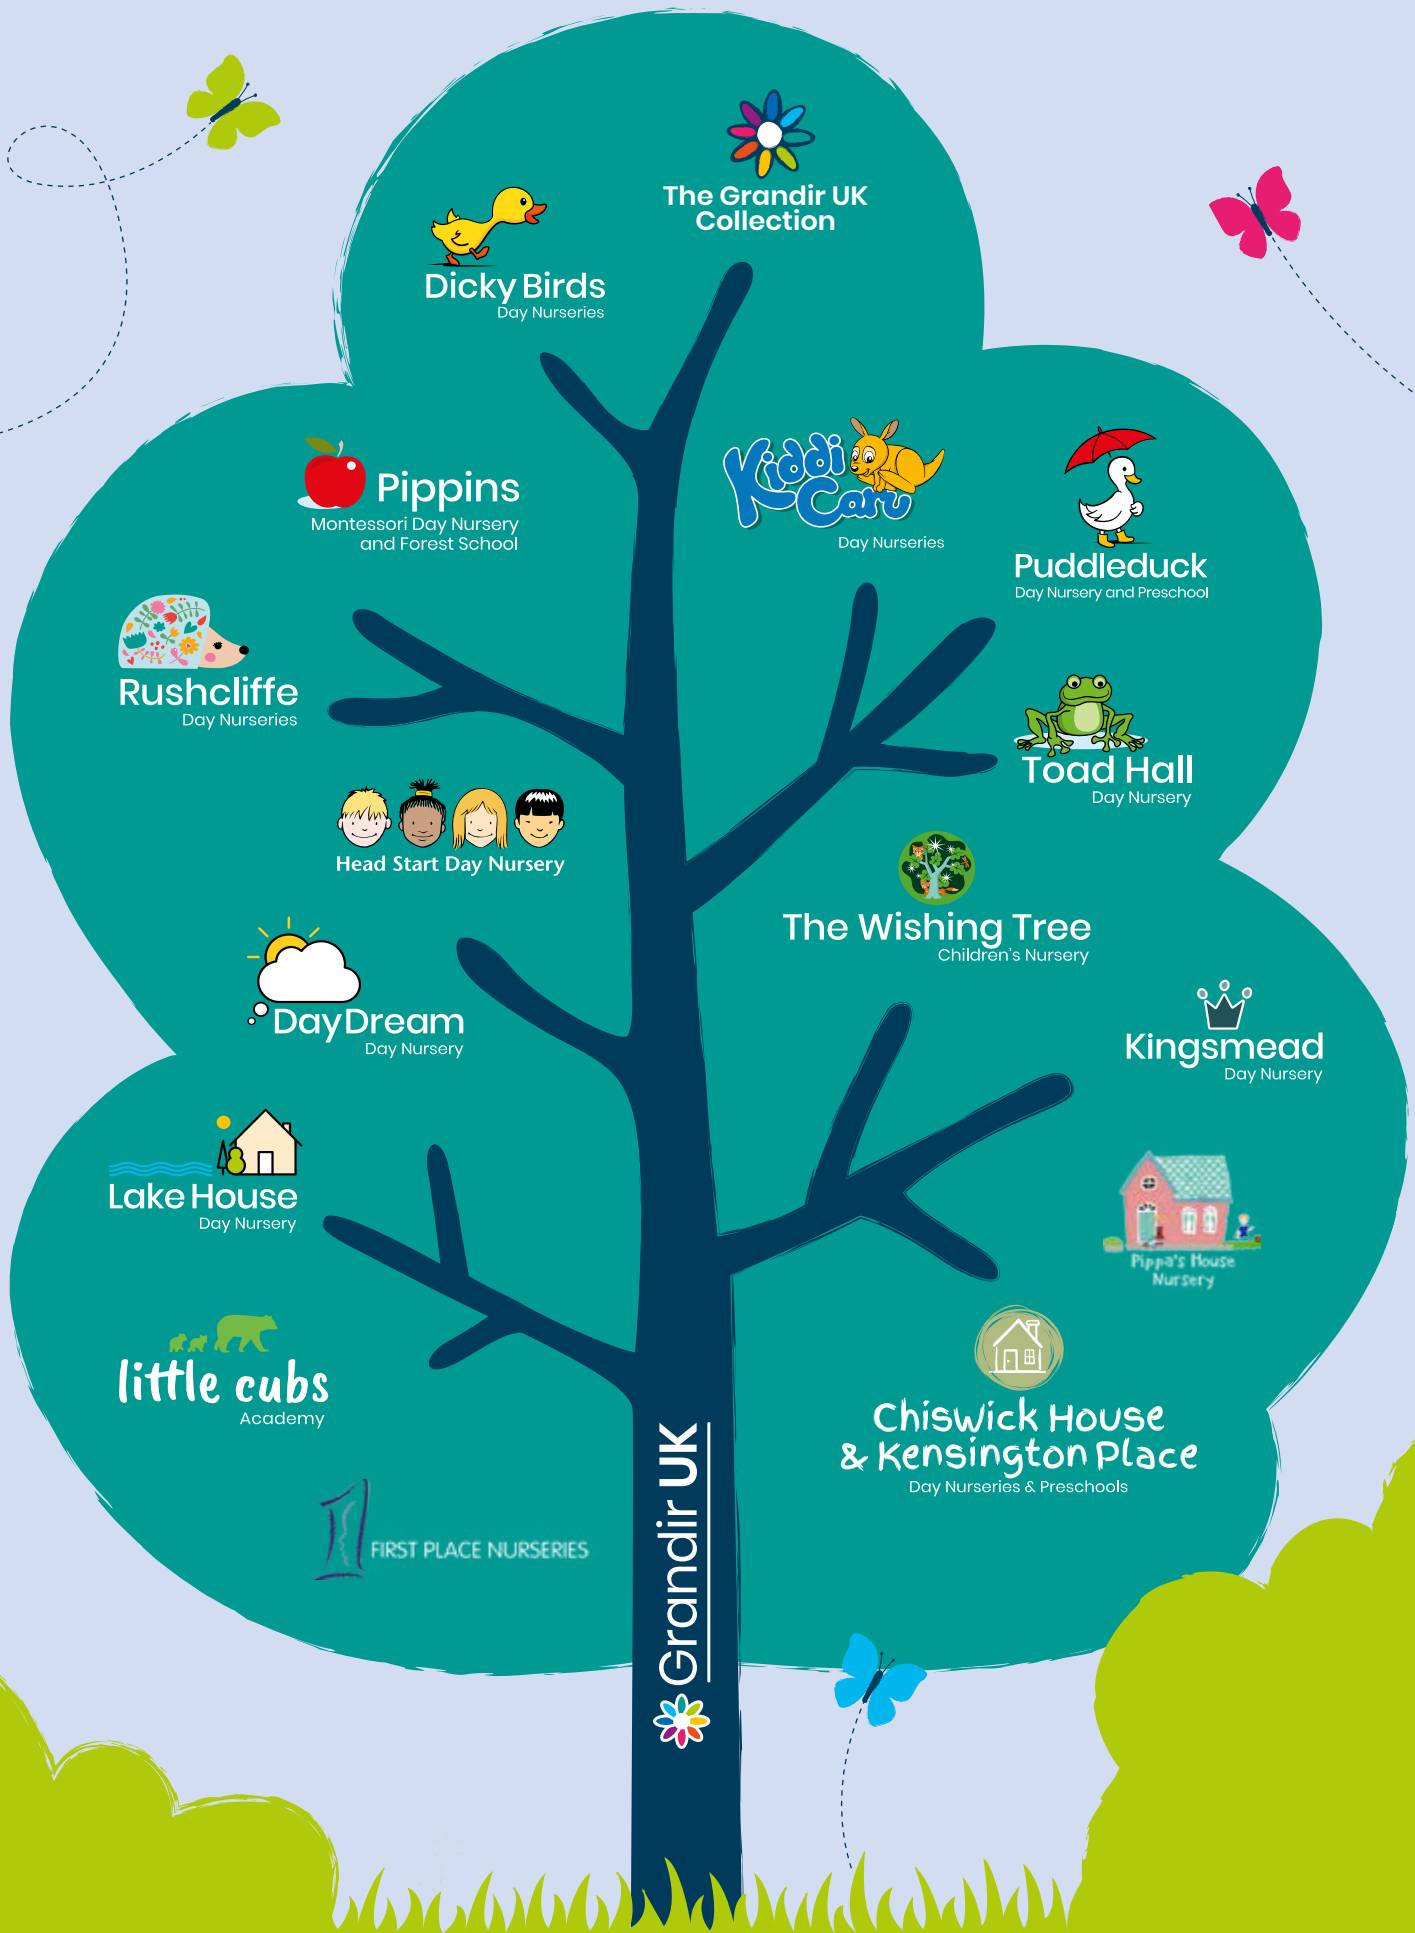 The Grandir UK
Collection
Dicky Birds
Day Nurseries
Pippins
Montessori Day Nursery
and Forest School
Kiddi
Caru
Day Nurseries
Puddleduck
Day Nursery and Preschool
Rushcliffe
Day Nurseries
Toad Hall
Day Nursery
Head Start Day Nursery
The Wishing Tree
Children's Nursery
DayDream
Day Nursery
Kingsmead
Day Nursery
Lake House
Day Nursery
Pippa's House
Nursery
little cubs
Academy
Chiswick House
& Kensington Place
Day Nurseries & Preschools
1
FIRST PLACE NURSERIES
Grandir UK